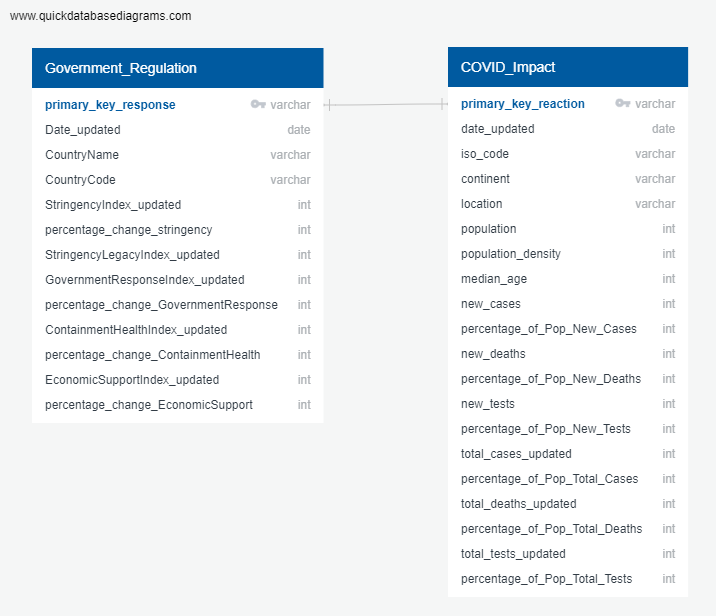 www.quickdatabasediagrams.com
Government_Regulation
primary_key_response varchar
Date_updated date
CountryName varchar
CountryCode varchar
StringencyIndex_updated int
percentage_change_stringency int
StringencyLegacyIndex_updated int
GovernmentResponseIndex_updated int
percentage_change_GovernmentResponse int
ContainmentHealthIndex_updated int
percentage_change_ContainmentHealth int
EconomicSupportIndex_updated int
percentage_change_EconomicSupport int
COVID_Impact
primary_key_reaction varchar
date_updated date
iso_code varchar
continent varchar
location varchar
population int
population_density int
median_age int
new_cases int
percentage_of_Pop_New_Cases int
new_deaths int
percentage_of_Pop_New_Deaths int
new_tests int
percentage_of_Pop_New_Tests int
total_cases_updated int
percentage_of_Pop_Total_Cases int
total_deaths_updated int
percentage_of_Pop_Total_Deaths int
total_tests_updated int
percentage_of_Pop_Total_Tests int